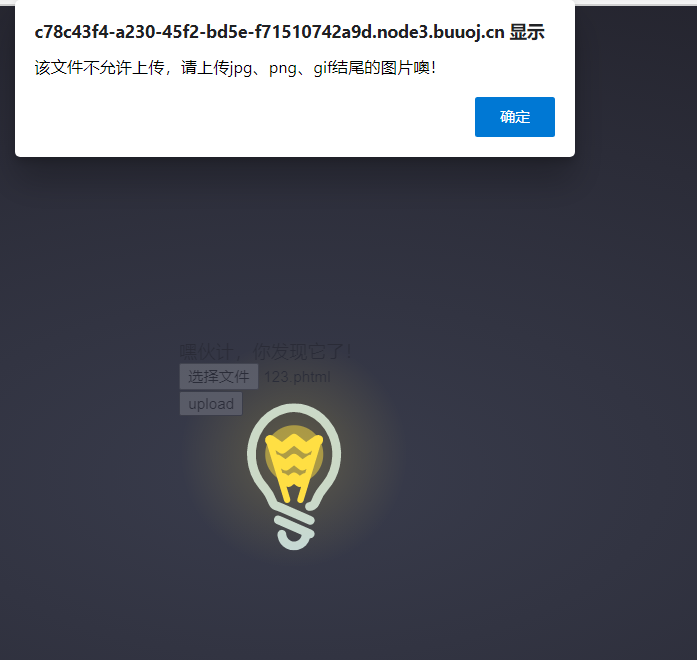 c78c43f4-a230-45f2-bd5e-f71510742a9d.node3.buuoj.cn 显示
该文件不允许上传，请上传jpg、png、gif结尾的图片噢！
确定
嘿伙计，你发现它了！
选择文件 123.phtml
upload